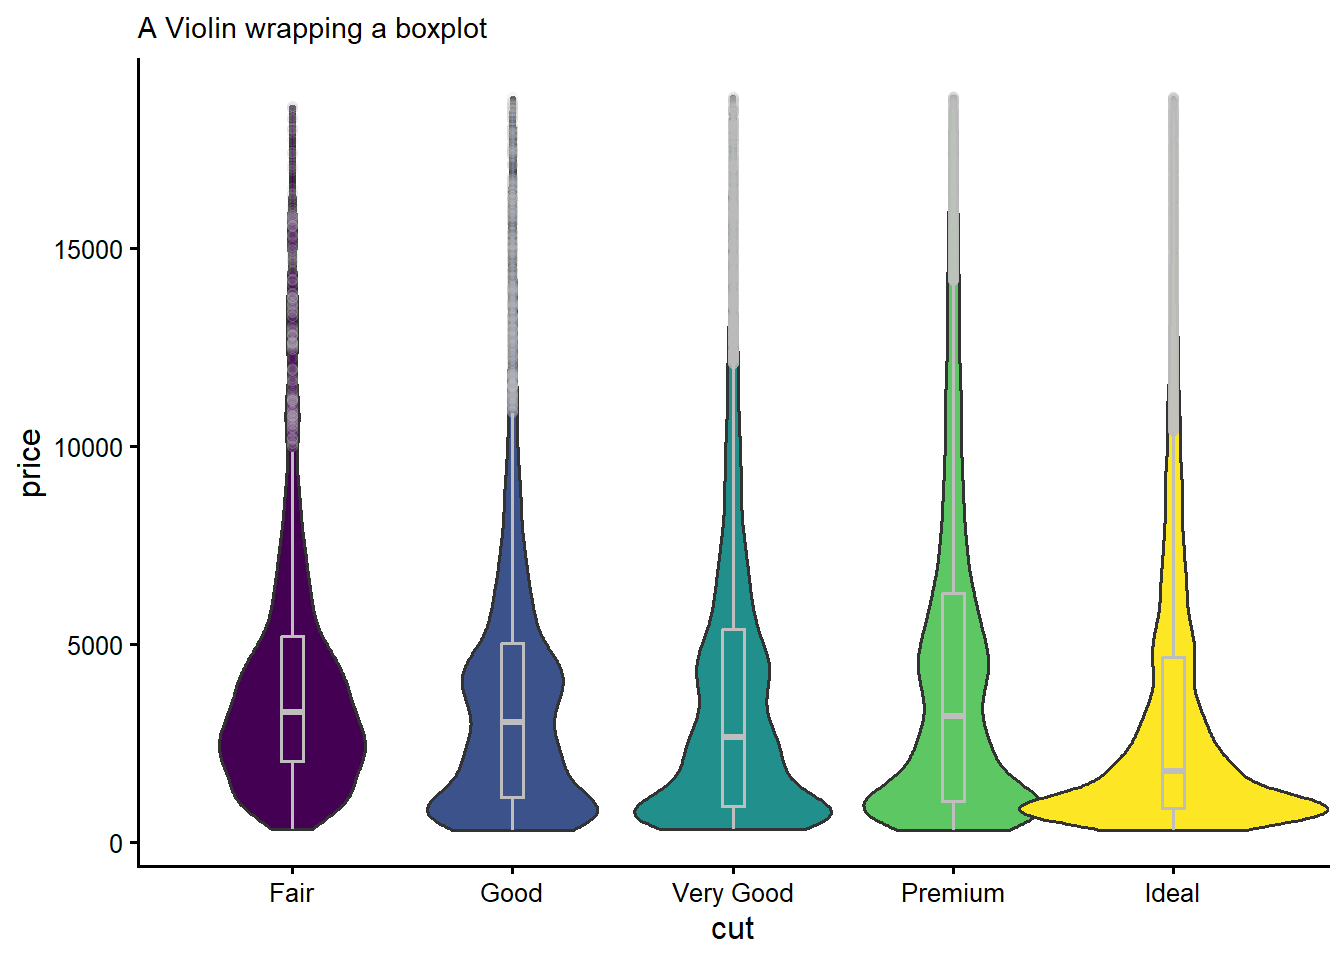 A Violin wrapping a boxplot
price
15000
10000
5000
0
Fair Good Very Good Premium Ideal
cut